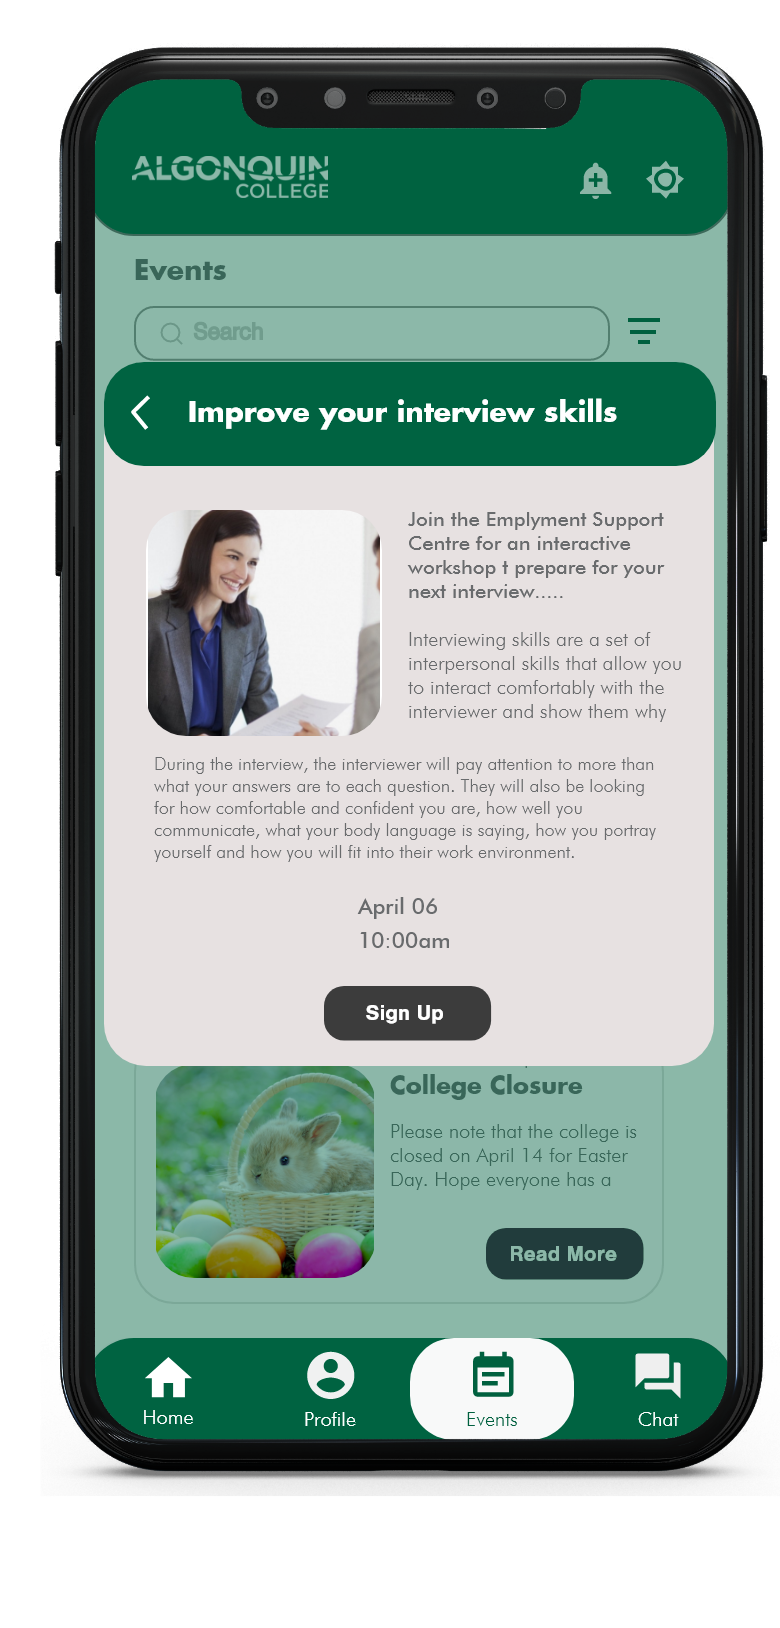 ALGONQUIN
COLLEGE
Events
Search
Improve your interview skills
Join the Emplyment Support
Centre for an interactive
workshop t prepare for your
next interview.....
Interviewing skills are a set of
interpersonal skills that allow you
to interact comfortably with the
interviewer and show them why
During the interview, the interviewer will pay attention to more than
what your answers are to each question. They will also be looking
for how comfortable and confident you are, how well you
communicate, what your body language is saying, how you portray
yourself and how you will fit into their work environment.
April 06
10:00am
Sign Up
College Closure
Please note that the college is
closed on April 14 for Easter
Day. Hope everyone has a
Read More
Home
Profile
Events
Chat